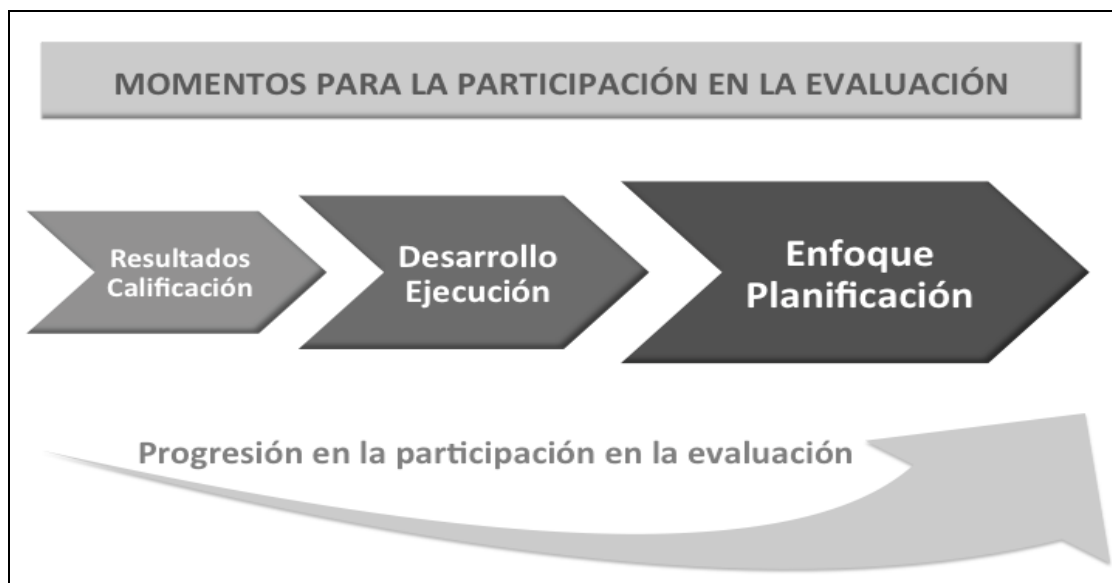 MOMENTOS PARA LA PARTICIPACIÓN EN LA EVALUACIÓN
Resultados
Calificación
Desarrollo
Ejecución
Enfoque
Planificación
Progresión en la participación en la evaluación